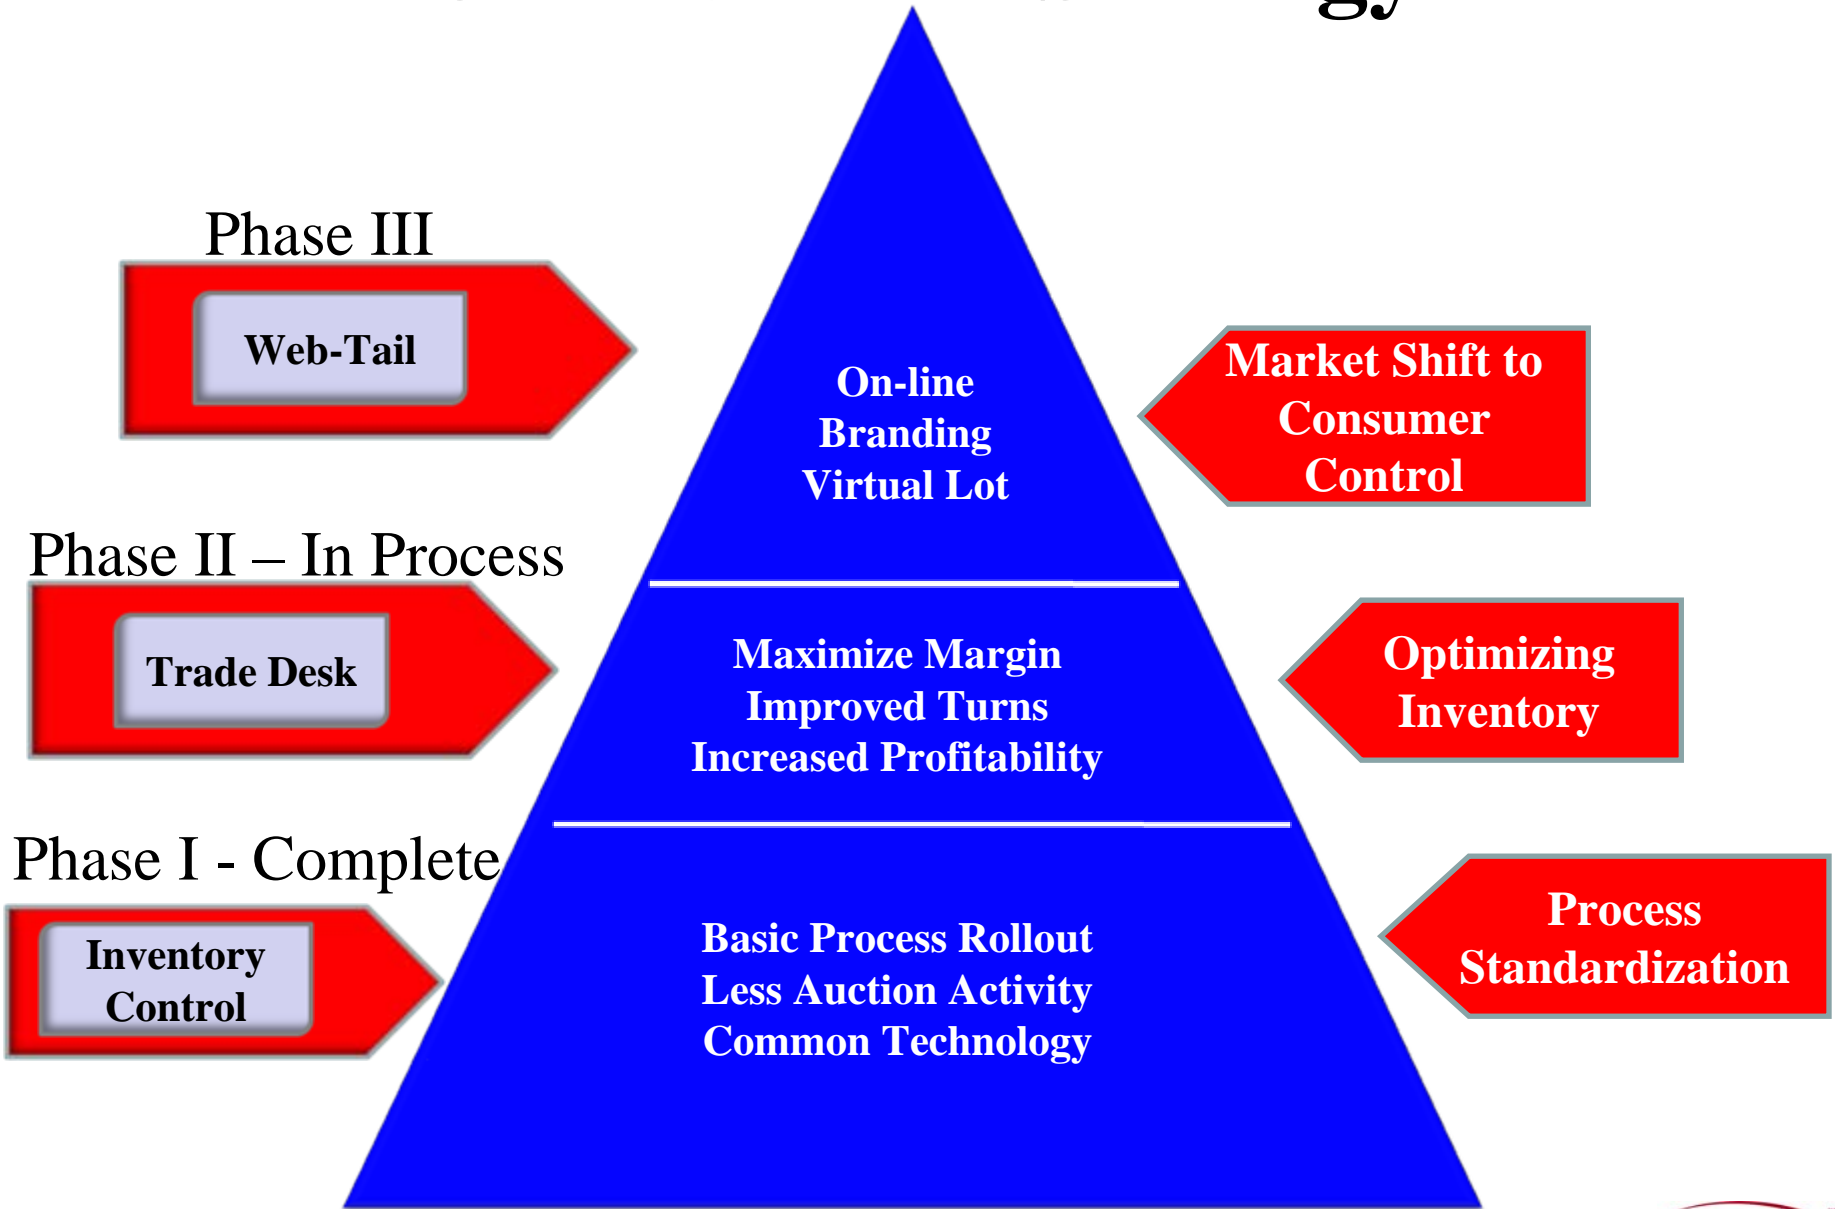 Phase III
Web-Tail
On-line
Branding
Virtual Lot
Market Shift to
Consumer
Control
Phase II – In Process
Trade Desk
Maximize Margin
Improved Turns
Increased Profitability
Optimizing
Inventory
Phase I - Complete
Inventory
Control
Basic Process Rollout
Less Auction Activity
Common Technology
Process
Standardization